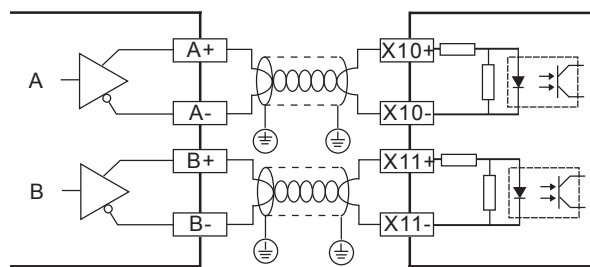 A+ X10+
A
A- X10-
B+ X11+
B
B- X11-